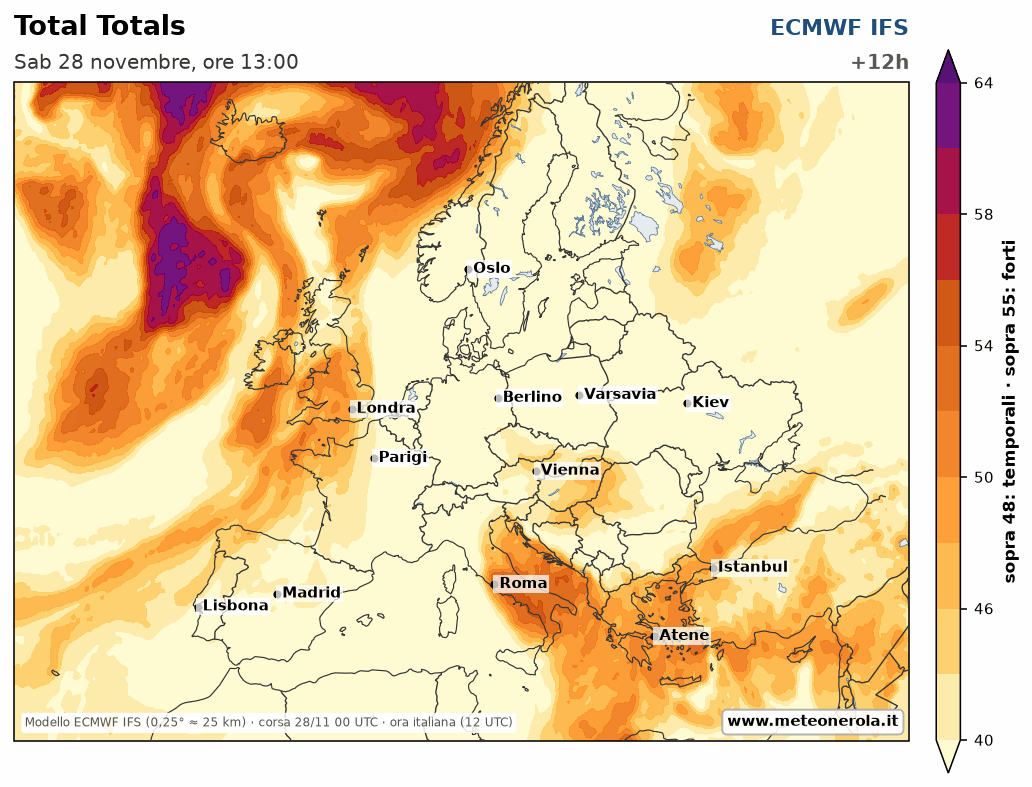 Total Totals
ECMWF IFS
Sab 28 novembre, ore 13:00
+12h
64
58
54
50
46
40
sopra 48: temporali · sopra 55: forti
Oslo
Berlino
Varsavia
Kiev
Londra
Parigi
Vienna
Istanbul
Roma
Madrid
Lisbona
Atene
Modello ECMWF IFS (0,25° ≈ 25 km) · corsa 28/11 00 UTC · ora italiana (12 UTC)
www.meteonerola.it